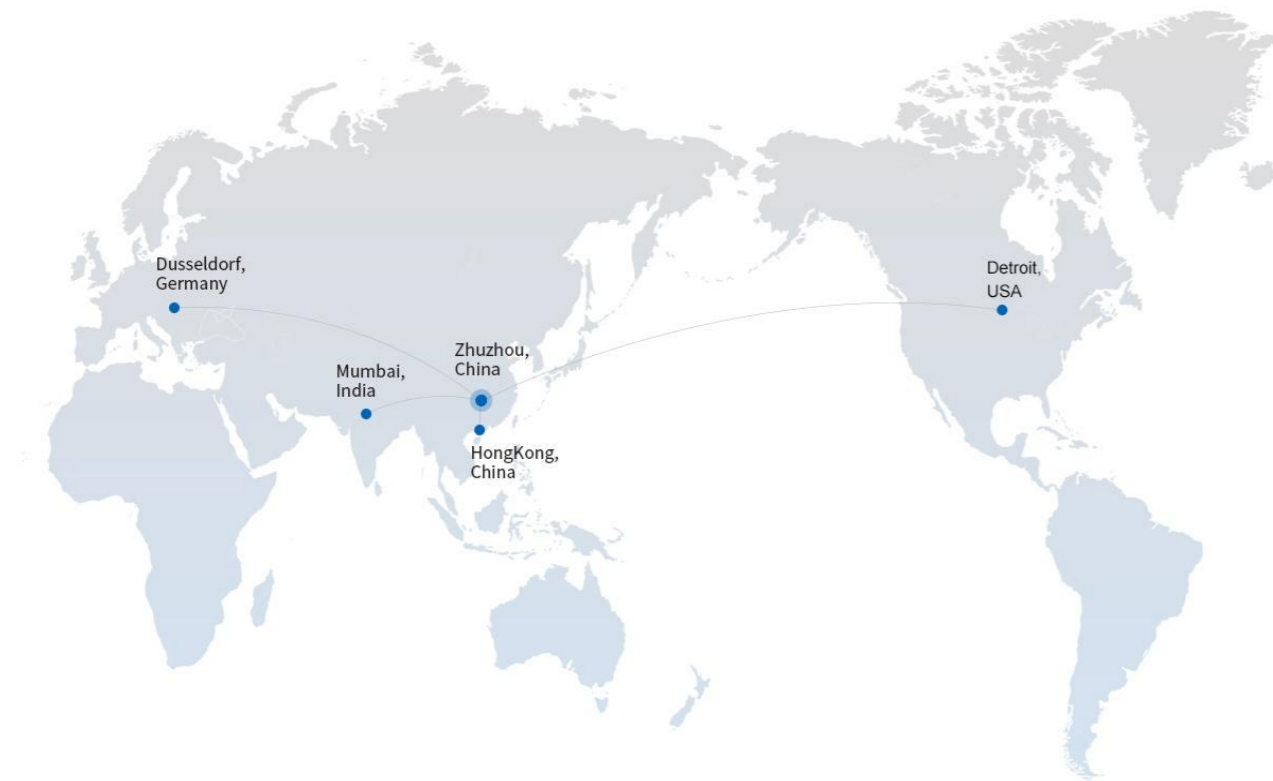 Dusseldorf,
Germany
Detroit,
USA
Zhuzhou,
China
Mumbai,
India
HongKong,
China